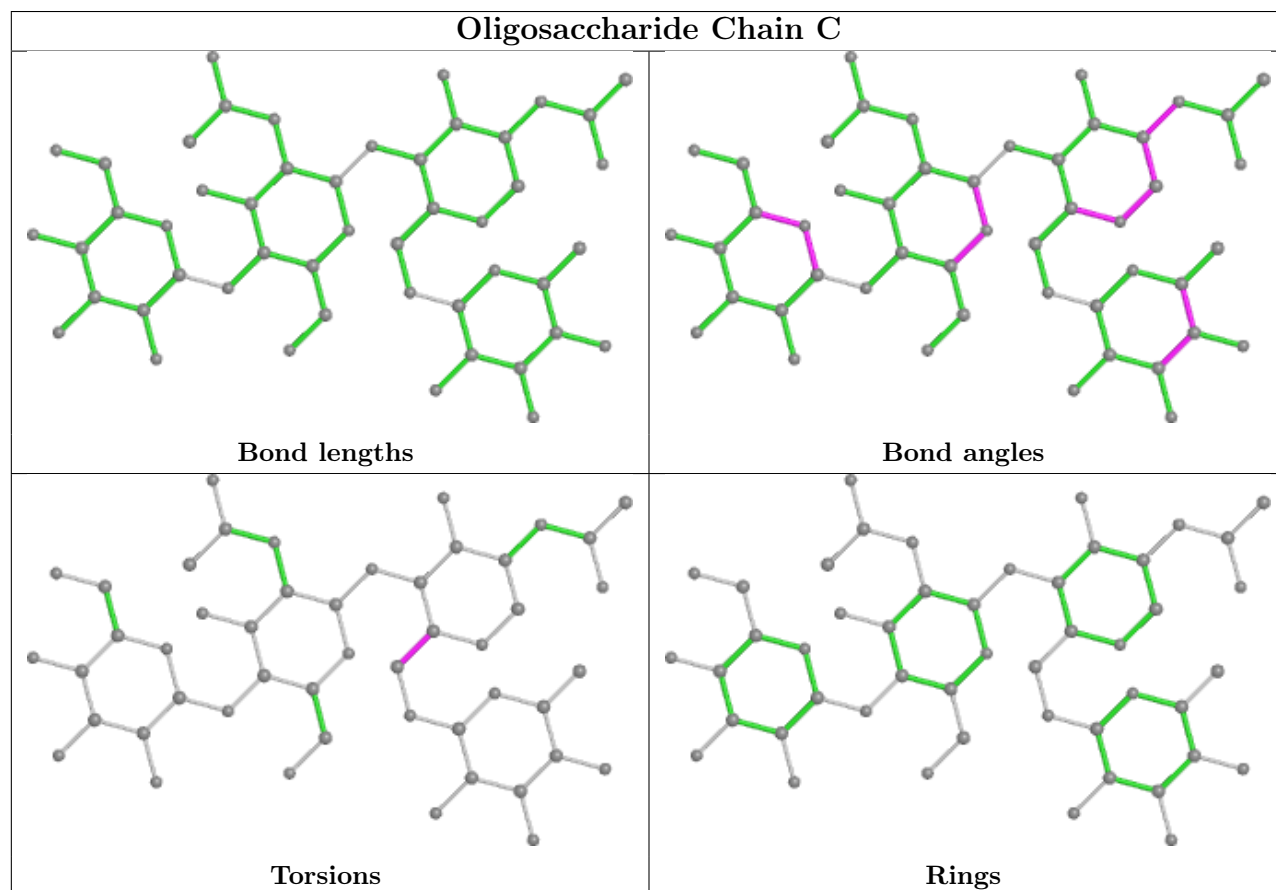 Oligosaccharide Chain C
Bond lengths
Bond angles
Torsions
Rings